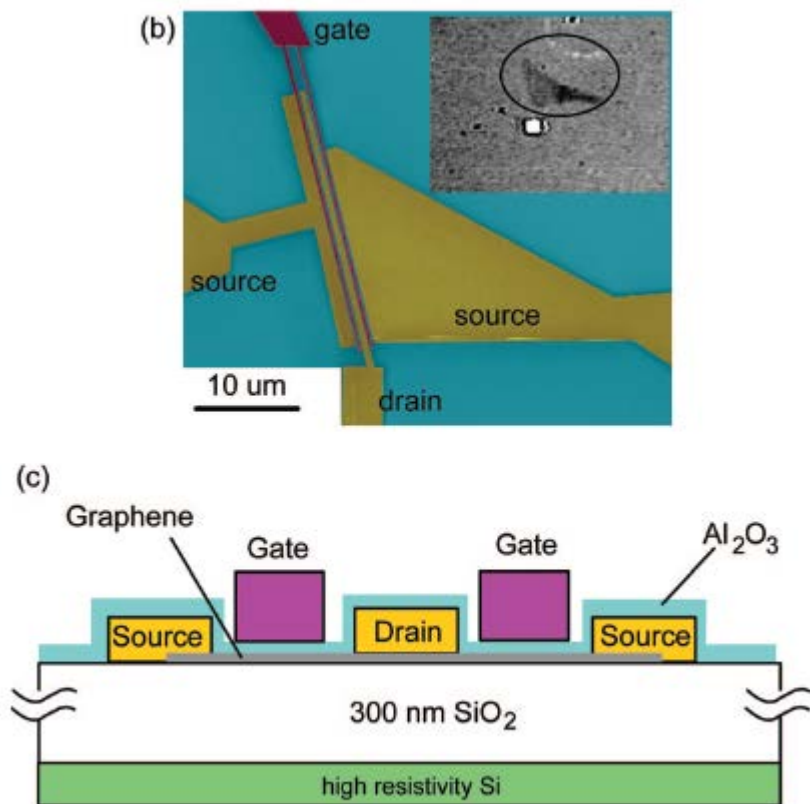 (b)
gate
source
source
drain
10 um
(c)
Graphene
Gate
Gate
Al₂O₃
Source
Drain
Source
300 nm SiO₂
high resistivity Si